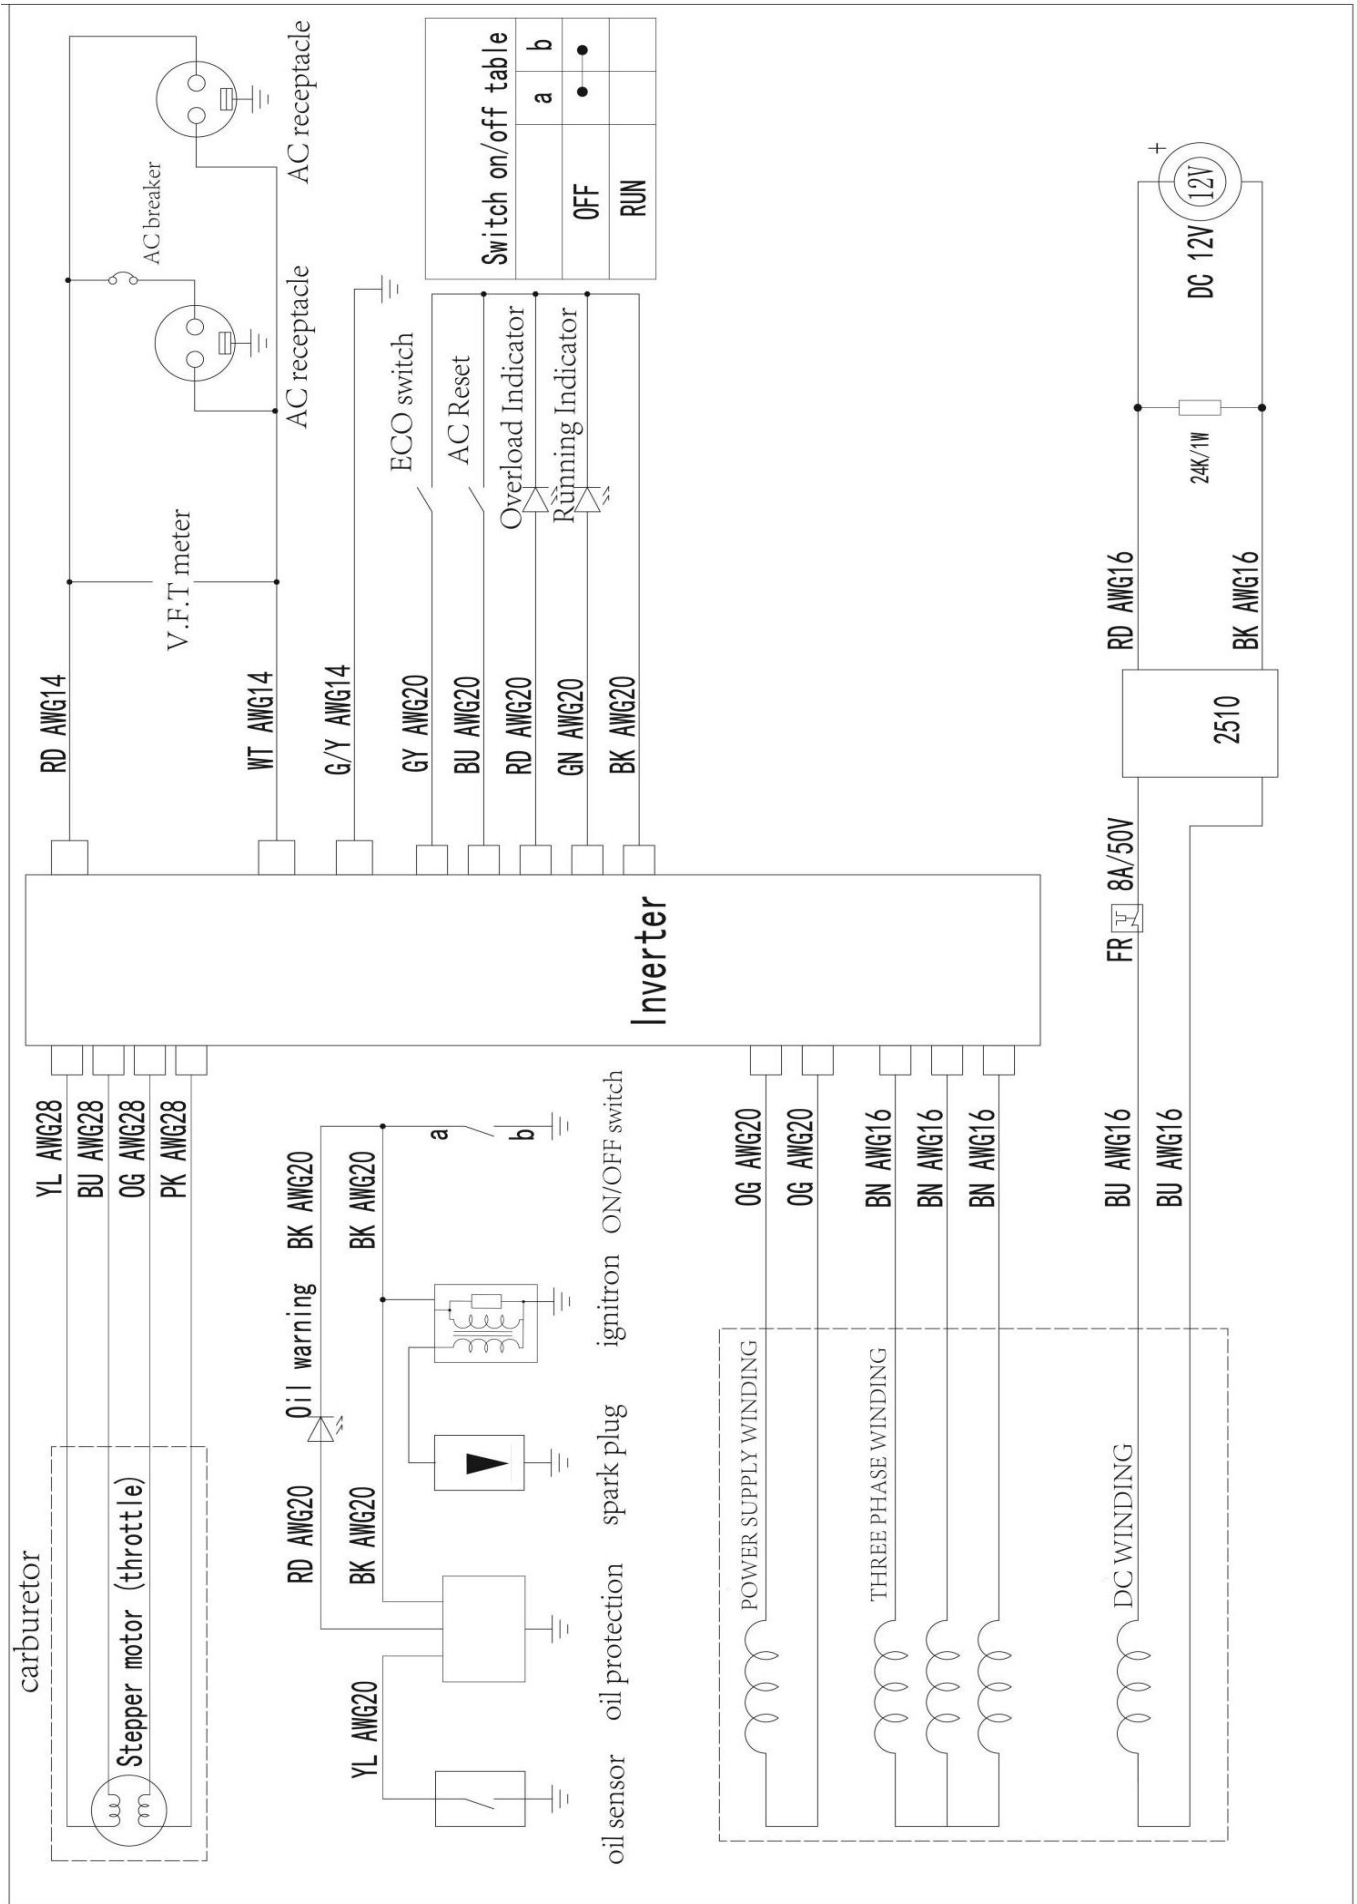 carburetor
Stepper motor (throttle)
YL AWG28
BU AWG28
OG AWG28
PK AWG28
RD AWG14
V.F.T meter
WT AWG14
AC breaker
AC receptacle
AC receptacle
G/Y AWG14
GY AWG20
BU AWG20
RD AWG20
GN AWG20
BK AWG20
ECO switch
AC Reset
Overload Indicator
Running Indicator
Switch on/off table
a b
OFF
RUN
Inverter
YL AWG20
RD AWG20
BK AWG20
Oil warning
BK AWG20
BK AWG20
a
b
oil sensor
oil protection
spark plug
ignitron
ON/OFF switch
POWER SUPPLY WINDING
OG AWG20
OG AWG20
THREE PHASE WINDING
BN AWG16
BN AWG16
BN AWG16
DC WINDING
BU AWG16
BU AWG16
FR 8A/50V
2510
RD AWG16
BK AWG16
24K/1W
+
12V
DC 12V